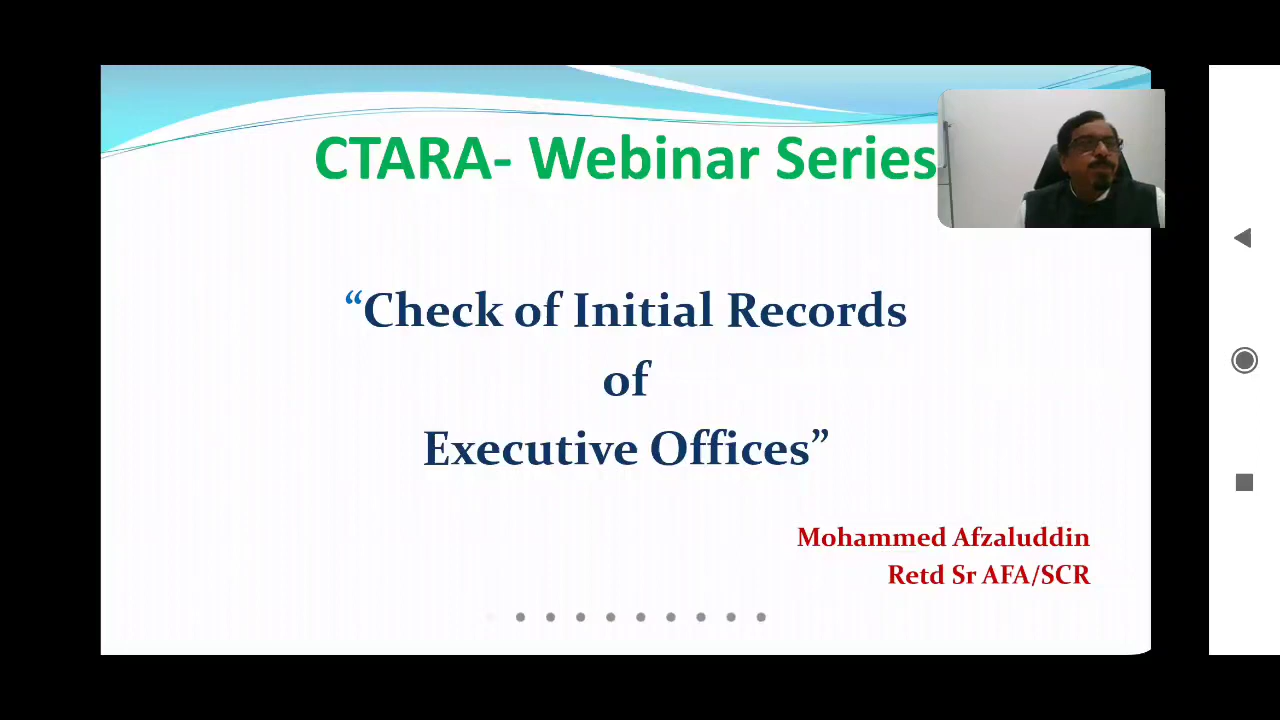 CTARA- Webinar Series
“Check of Initial Records
of
Executive Offices”
Mohammed Afzaluddin
Retd Sr AFA/SCR